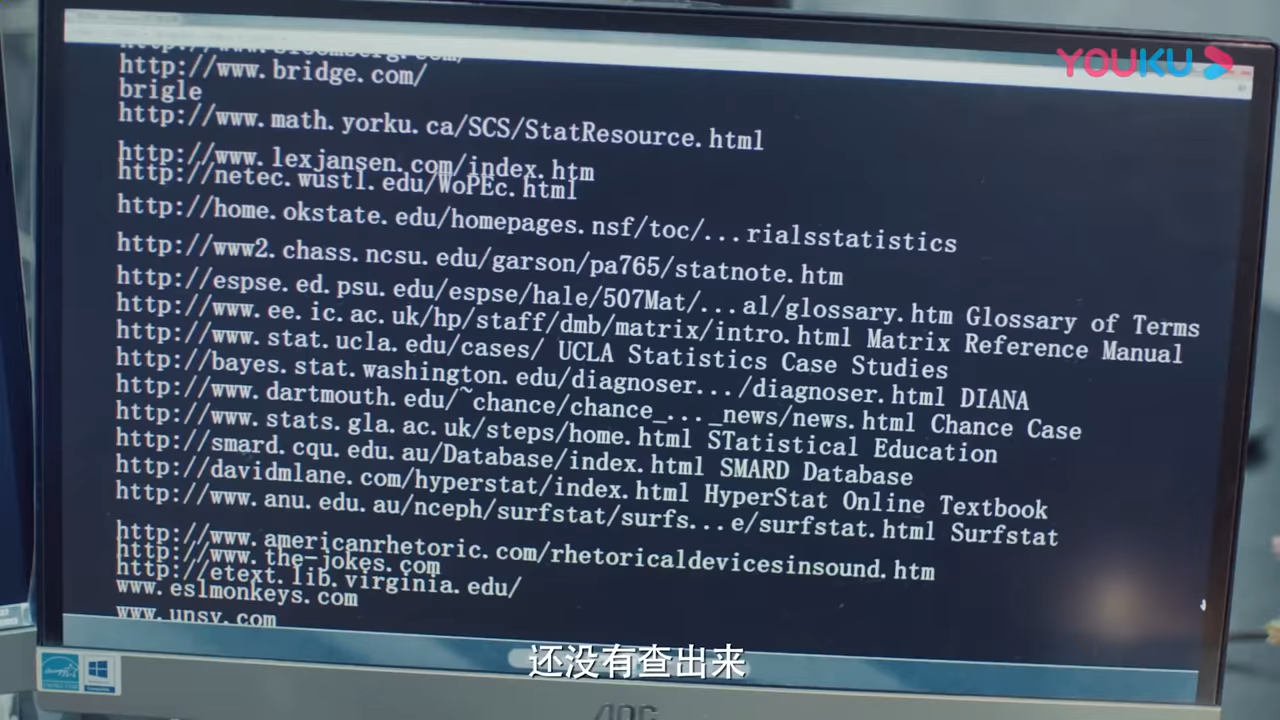 YOUKU
http://www.bloomberg.com/
http://www.bridge.com/
brigle
http://www.math.yorku.ca/SCS/StatResource.html
http://www.lexjansen.com/index.htm
http://netec.wustl.edu/WoPEc.html
http://home.okstate.edu/homepages.nsf/toc/...rialsstatistics
http://www2.chass.ncsu.edu/garson/pa765/statnote.htm
http://espse.ed.psu.edu/espse/hale/507Mat/...al/glossary.htm Glossary of Terms
http://www.ee.ic.ac.uk/hp/staff/dmb/matrix/intro.html Matrix Reference Manual
http://www.stat.ucla.edu/cases/ UCLA Statistics Case Studies
http://bayes.stat.washington.edu/diagnoser.../diagnoser.html DIANA
http://www.dartmouth.edu/~chance/chance_..._news/news.html Chance Case
http://www.stats.gla.ac.uk/steps/home.html STatistical Education
http://smard.cqu.edu.au/Database/index.html SMARD Database
http://davidmlane.com/hyperstat/index.html HyperStat Online Textbook
http://www.anu.edu.au/nceph/surfstat/surfs...e/surfstat.html Surfstat
http://www.americanrhetoric.com/rhetoricaldevicesinsound.htm
http://www.the-jokes.com
http://etext.lib.virginia.edu/
www.eslmonkeys.com
www.unsv.com
还没有查出来
AOC